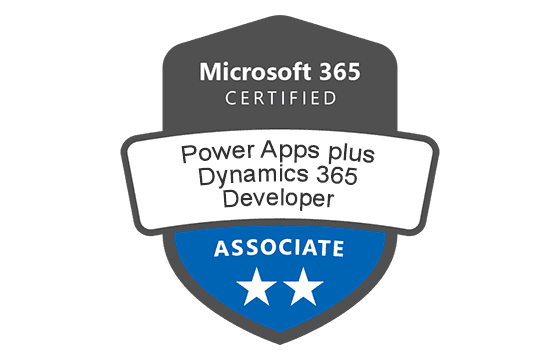 Microsoft 365
CERTIFIED
Power Apps plus
Dynamics 365
Developer
ASSOCIATE